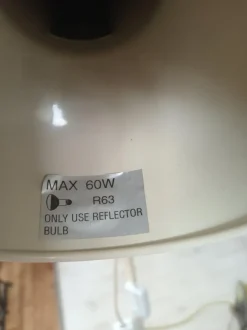 MAX 60W
R63
ONLY USE REFLECTOR
BULB